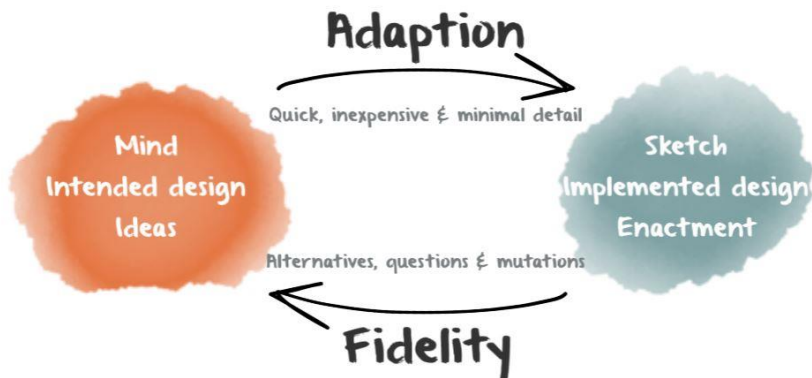 Adaption
Quick, inexpensive & minimal detail
Mind
Intended design
Ideas
Sketch
Implemented design
Enactment
Alternatives, questions & mutations
Fidelity